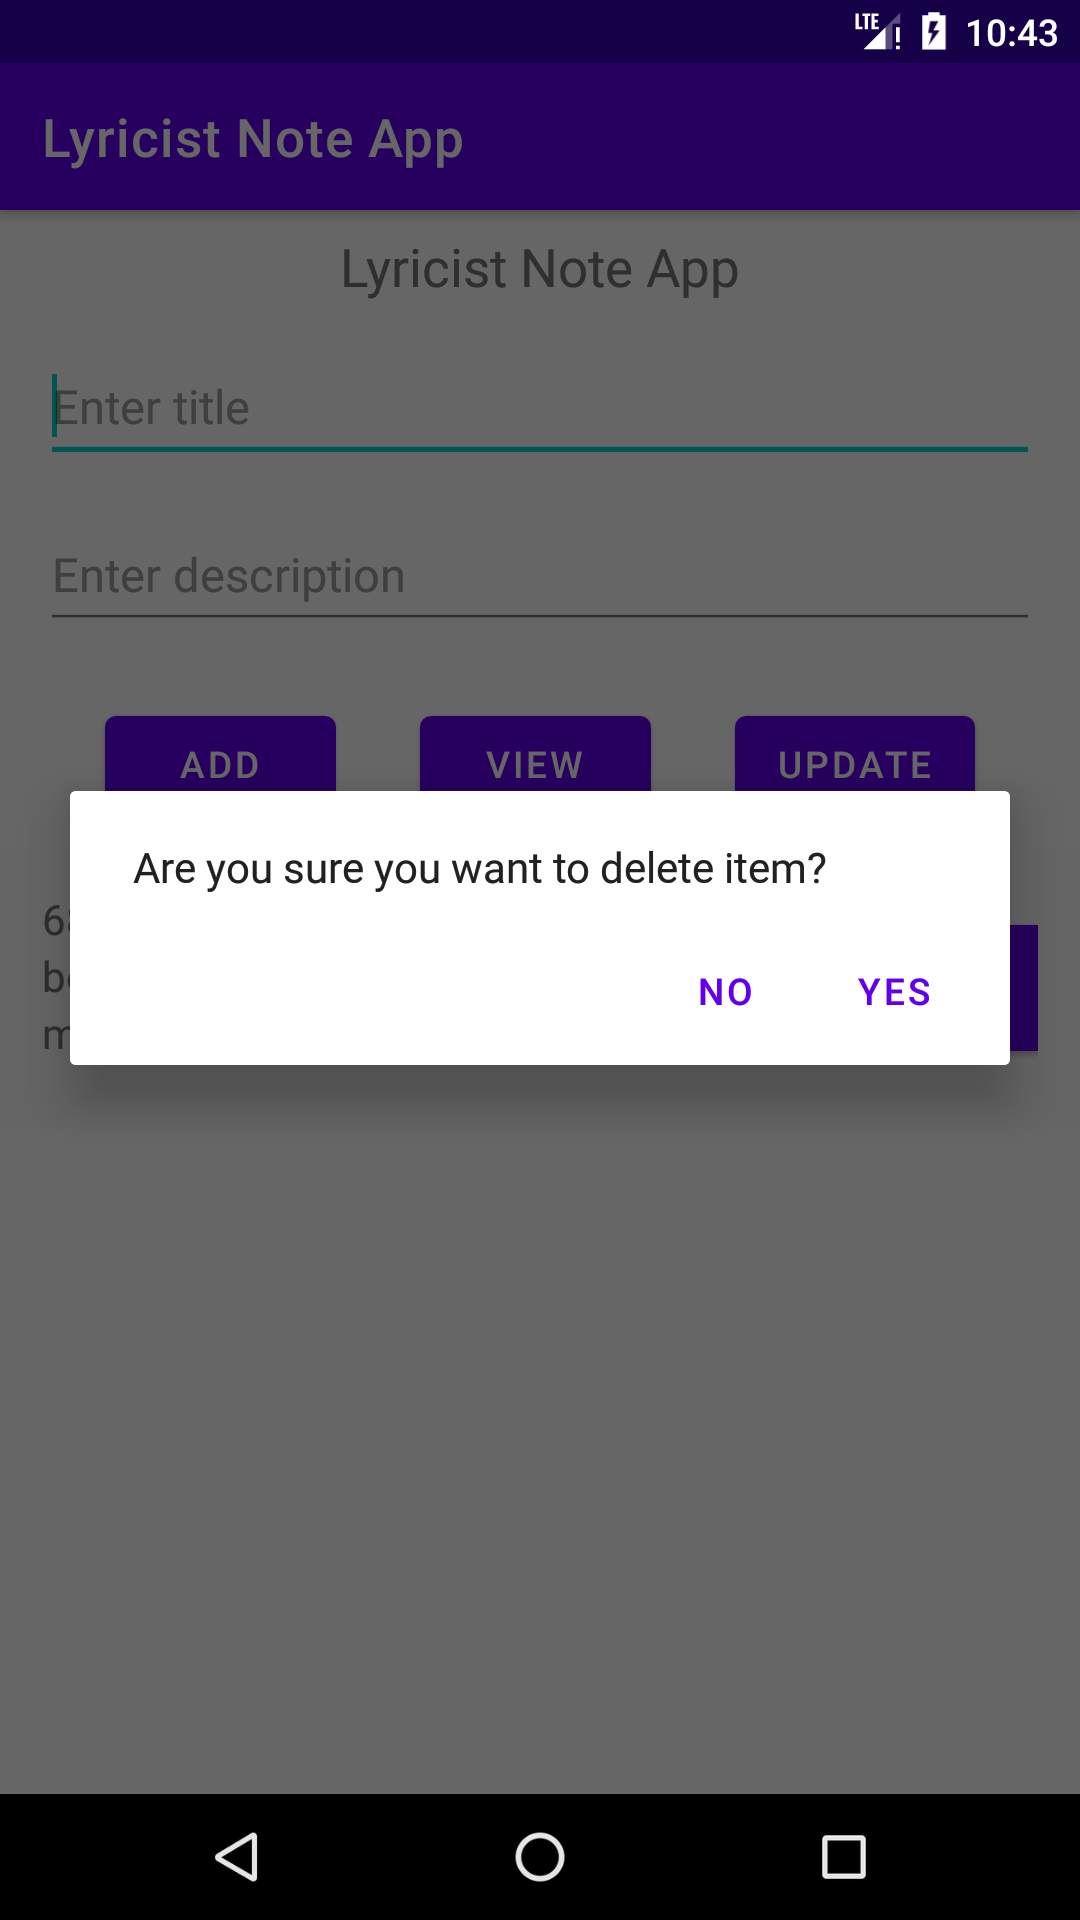 LTE 10:43
Lyricist Note App
Lyricist Note App
Enter title
Enter description
ADD VIEW UPDATE
Are you sure you want to delete item?
NO YES